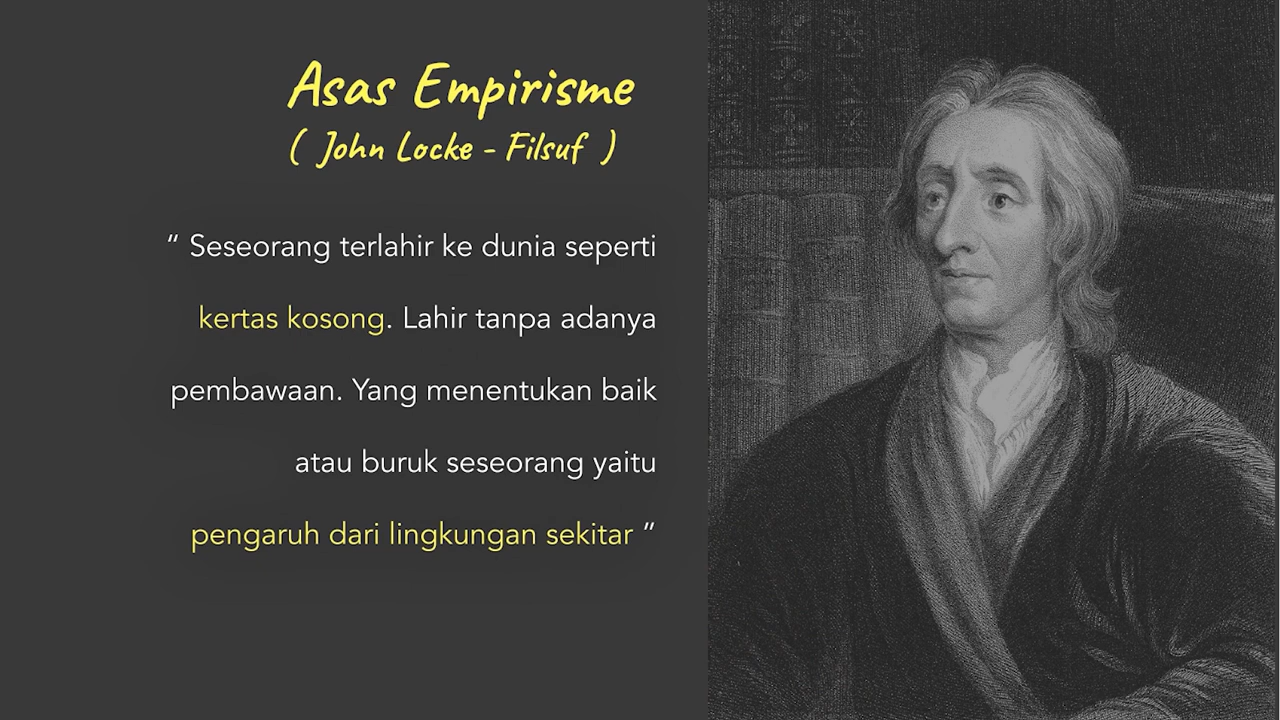 Asas Empirisme
( John Locke - Filsuf )
“ Seseorang terlahir ke dunia seperti
kertas kosong. Lahir tanpa adanya
pembawaan. Yang menentukan baik
atau buruk seseorang yaitu
pengaruh dari lingkungan sekitar ”